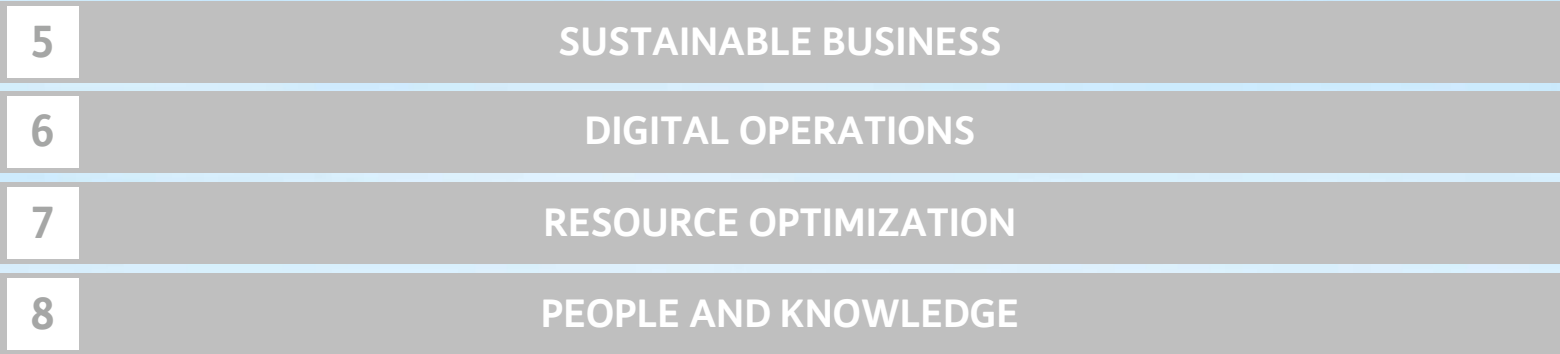 5 SUSTAINABLE BUSINESS
6 DIGITAL OPERATIONS
7 RESOURCE OPTIMIZATION
8 PEOPLE AND KNOWLEDGE